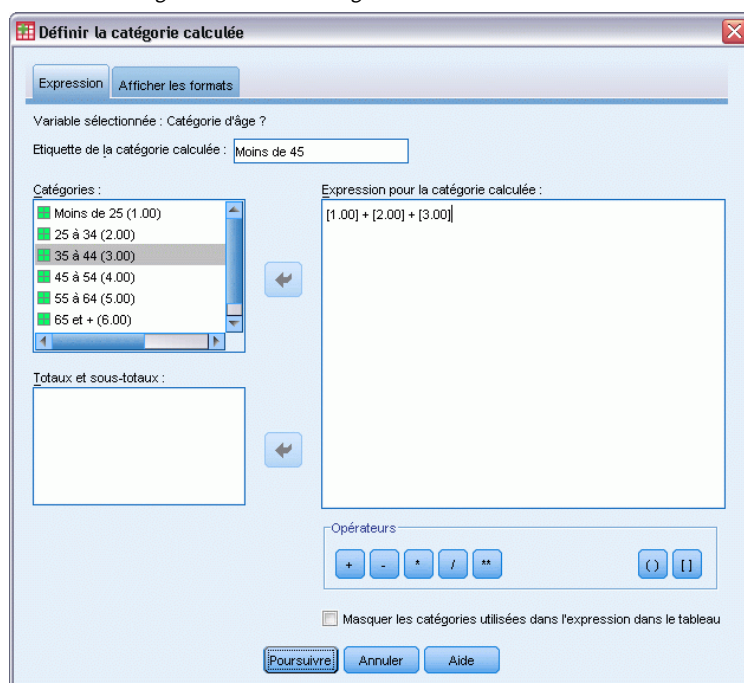 Définir la catégorie calculée
Expression
Afficher les formats
Variable sélectionnée : Catégorie d'âge ?
Etiquette de la catégorie calculée :
Moins de 45
Catégories :
Moins de 25 (1.00)
25 à 34 (2.00)
35 à 44 (3.00)
45 à 54 (4.00)
55 à 64 (5.00)
65 et + (6.00)
Expression pour la catégorie calculée :
[1.00] + [2.00] + [3.00]
Totaux et sous-totaux :
Opérateurs
+ - * / ** ( ) [ ]
Masquer les catégories utilisées dans l'expression dans le tableau
Poursuivre
Annuler
Aide